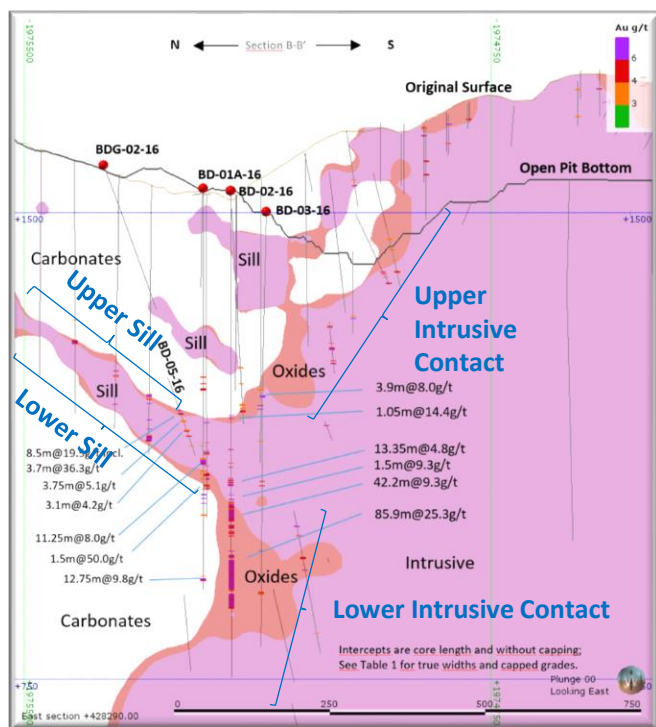 -1975500
-1974750
N
Section B-B'
S
Au g/t
6
4
3
Original Surface
BDG-02-16
BD-01A-16
BD-02-16
BD-03-16
Open Pit Bottom
+1500
+1500
Carbonates
Sill
Upper Sill
Upper
Intrusive
Contact
Sill
BD-05-16
Oxides
Sill
Lower Sill
3.9m@8.0g/t
1.05m@14.4g/t
8.5m@19.
incl.
3.7m@36.3g/t
3.75m@5.1g/t
3.1m@4.2g/t
13.35m@4.8g/t
1.5m@9.3g/t
42.2m@9.3g/t
85.9m@25.3g/t
11.25m@8.0g/t
1.5m@50.0g/t
12.75m@9.8g/t
Oxides
Intrusive
Carbonates
Lower Intrusive Contact
Intercepts are core length and without capping;
See Table 1 for true widths and capped grades.
Plunge 00
Looking East
+750
East section +428290.00
0
250
500
750